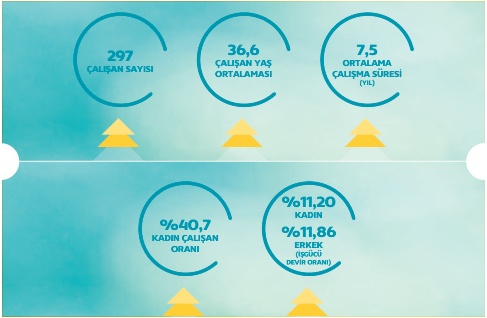 297
ÇALIŞAN SAYISI
36,6
ÇALIŞAN YAŞ
ORTALAMASI
7,5
ORTALAMA
ÇALIŞMA SÜRESİ
(YIL)
%40,7
KADIN ÇALIŞAN
ORANI
%11,20
KADIN
%11,86
ERKEK
(İŞGÜCÜ
DEVİR ORANI)